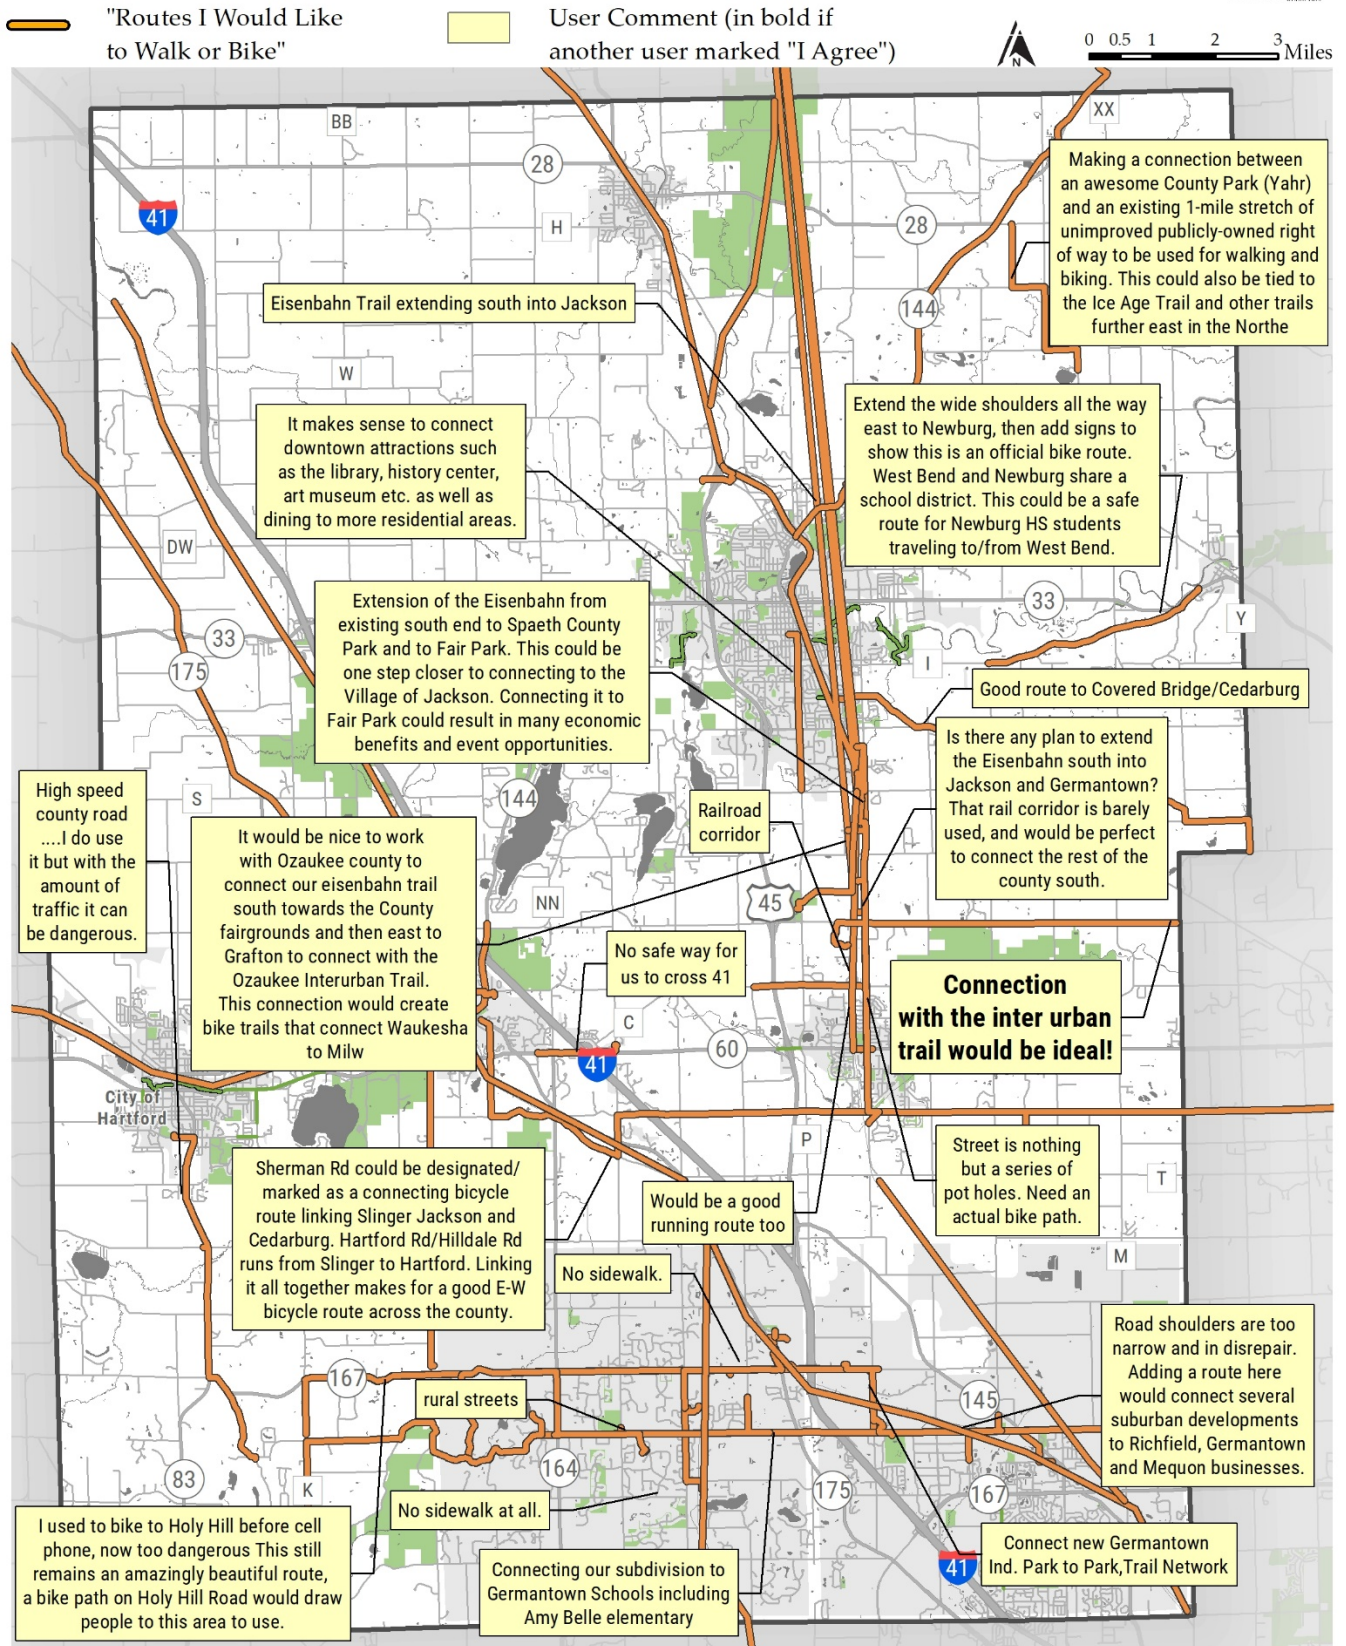 "Routes I Would Like
to Walk or Bike"
User Comment (in bold if
another user marked "I Agree")
N
0 0.5 1 2 3 Miles
BB
XX
28
41
H
28
144
Making a connection between
an awesome County Park (Yahr)
and an existing 1-mile stretch of
unimproved publicly-owned right
of way to be used for walking and
biking. This could also be tied to
the Ice Age Trail and other trails
further east in the Northe
Eisenbahn Trail extending south into Jackson
W
It makes sense to connect
downtown attractions such
as the library, history center,
art museum etc. as well as
dining to more residential areas.
Extend the wide shoulders all the way
east to Newburg, then add signs to
show this is an official bike route.
West Bend and Newburg share a
school district. This could be a safe
route for Newburg HS students
traveling to/from West Bend.
DW
33
Y
33
175
I
Extension of the Eisenbahn from
existing south end to Spaeth County
Park and to Fair Park. This could be
one step closer to connecting to the
Village of Jackson. Connecting it to
Fair Park could result in many economic
benefits and event opportunities.
Good route to Covered Bridge/Cedarburg
Is there any plan to extend
the Eisenbahn south into
Jackson and Germantown?
That rail corridor is barely
used, and would be perfect
to connect the rest of the
county south.
High speed
county road
....I do use
it but with the
amount of
traffic it can
be dangerous.
S
144
Railroad
corridor
It would be nice to work
with Ozaukee county to
connect our eisenbahn trail
south towards the County
fairgrounds and then east to
Grafton to connect with the
Ozaukee Interurban Trail.
This connection would create
bike trails that connect Waukesha
to Milw
NN
45
No safe way for
us to cross 41
Connection
with the inter urban
trail would be ideal!
C
60
41
T
City of
Hartford
P
Street is nothing
but a series of
pot holes. Need an
actual bike path.
T
Sherman Rd could be designated/
marked as a connecting bicycle
route linking Slinger Jackson and
Cedarburg. Hartford Rd/Hilldale Rd
runs from Slinger to Hartford. Linking
it all together makes for a good E-W
bicycle route across the county.
Would be a good
running route too
M
No sidewalk.
Road shoulders are too
narrow and in disrepair.
Adding a route here
would connect several
suburban developments
to Richfield, Germantown
and Mequon businesses.
167
rural streets
145
83
K
164
175
167
No sidewalk at all.
I used to bike to Holy Hill before cell
phone, now too dangerous This still
remains an amazingly beautiful route,
a bike path on Holy Hill Road would draw
people to this area to use.
Connecting our subdivision to
Germantown Schools including
Amy Belle elementary
41
Connect new Germantown
Ind. Park to Park,Trail Network